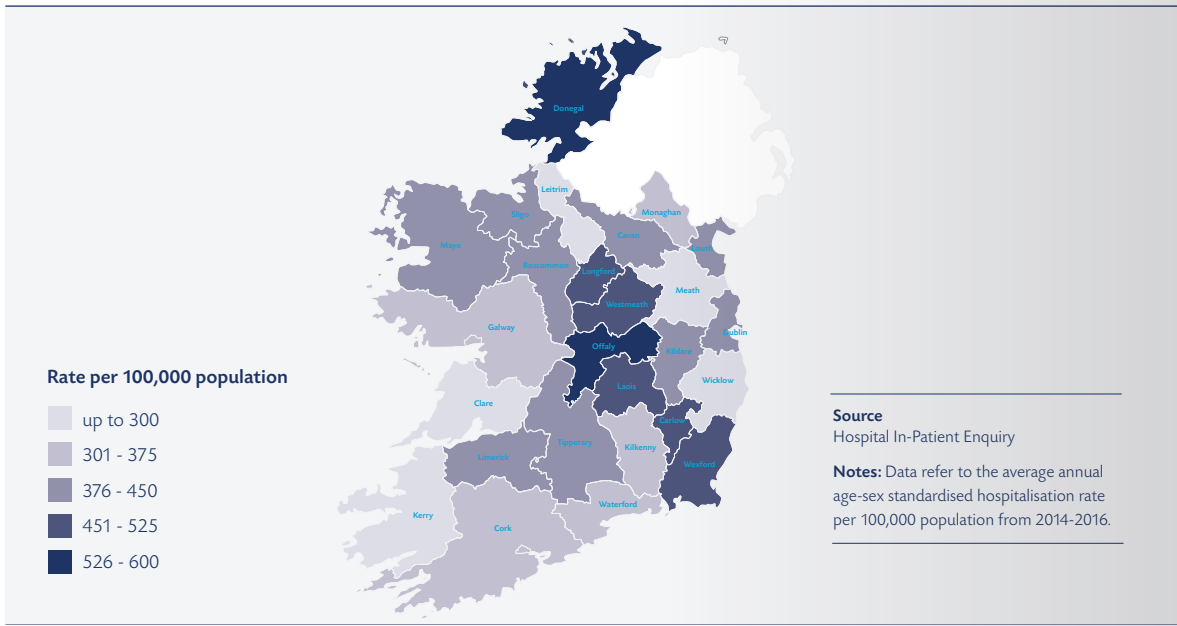 Donegal
Leitrim
Monaghan
Sligo
Cavan
Mayo
Louth
Roscommon
Longford
Meath
Westmeath
Galway
Dublin
Offaly
Kildare
Rate per 100,000 population
Wicklow
Laois
Clare
up to 300
Source
Carlow
Hospital In-Patient Enquiry
Tipperary
Kilkenny
301 - 375
Limerick
Wexford
Notes: Data refer to the average annual
376 - 450
age-sex standardised hospitalisation rate
Waterford
Kerry
per 100,000 population from 2014-2016.
451 - 525
Cork
526 - 600